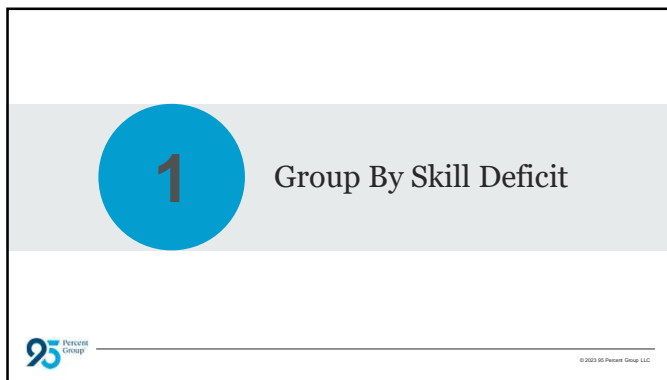 1
Group By Skill Deficit
95 Percent
Group
© 2023 95 Percent Group LLC